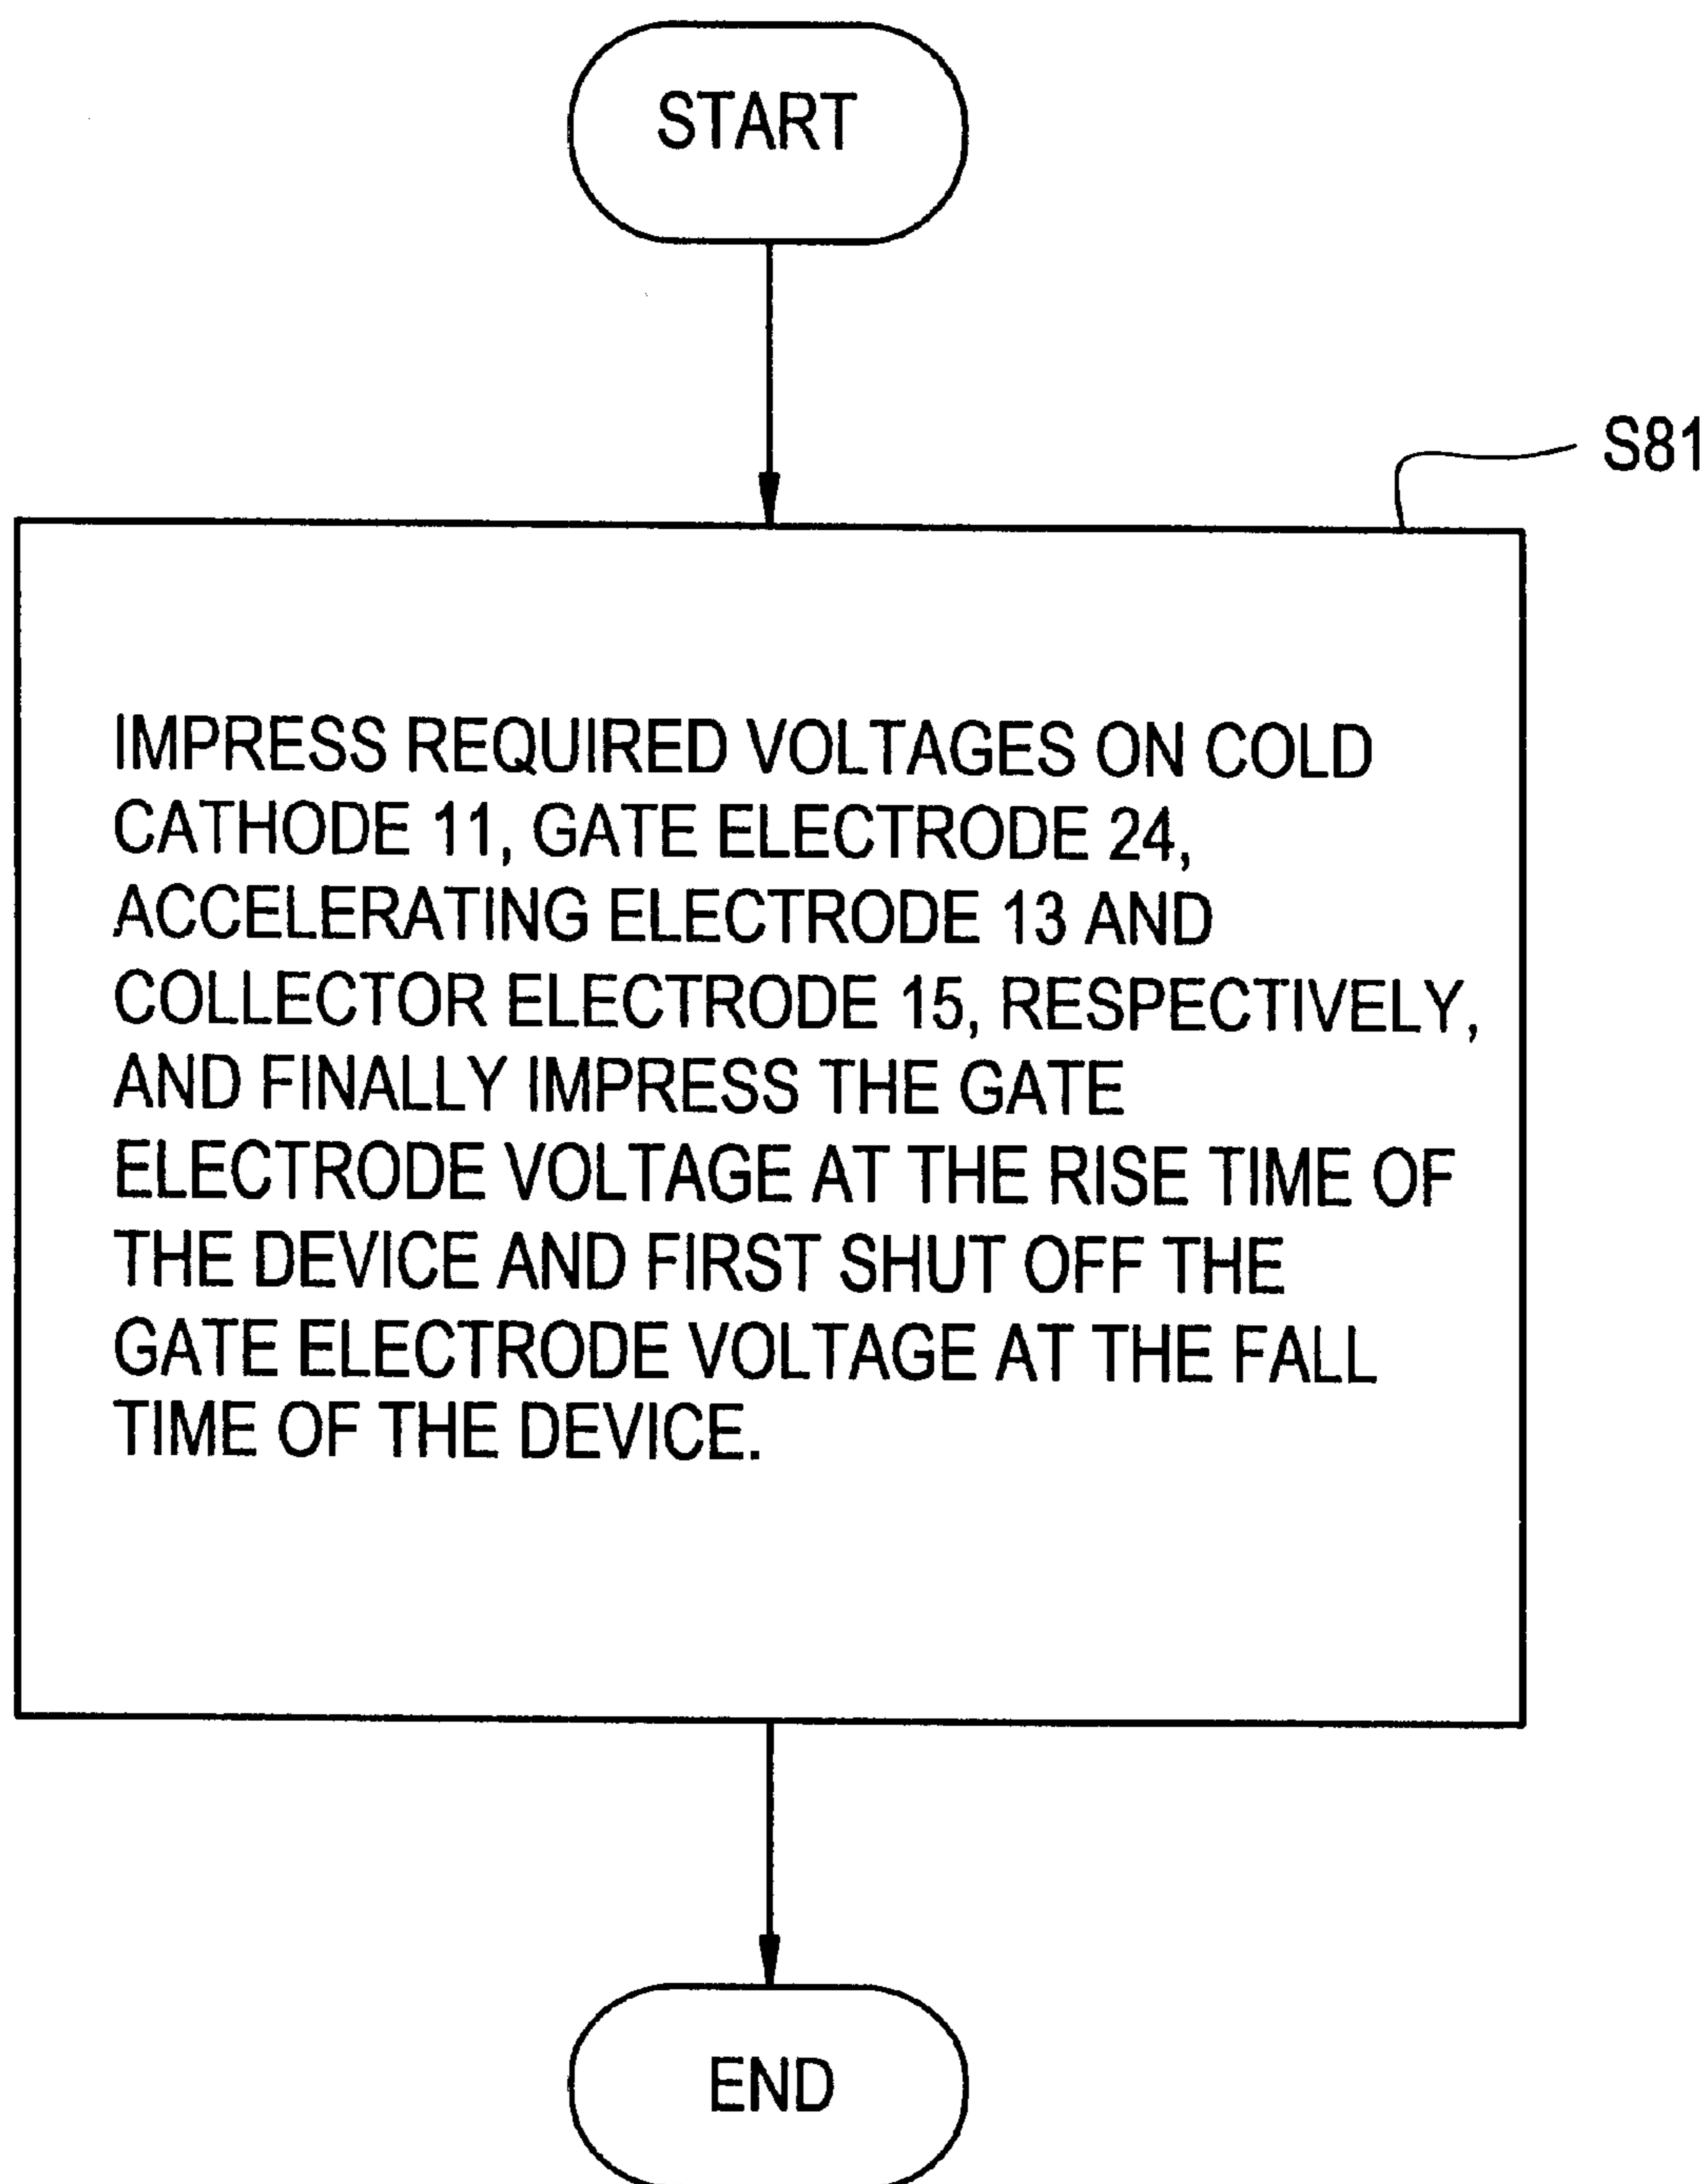 START
S81
IMPRESS REQUIRED VOLTAGES ON COLD
CATHODE 11, GATE ELECTRODE 24,
ACCELERATING ELECTRODE 13 AND
COLLECTOR ELECTRODE 15, RESPECTIVELY,
AND FINALLY IMPRESS THE GATE
ELECTRODE VOLTAGE AT THE RISE TIME OF
THE DEVICE AND FIRST SHUT OFF THE
GATE ELECTRODE VOLTAGE AT THE FALL
TIME OF THE DEVICE.
END